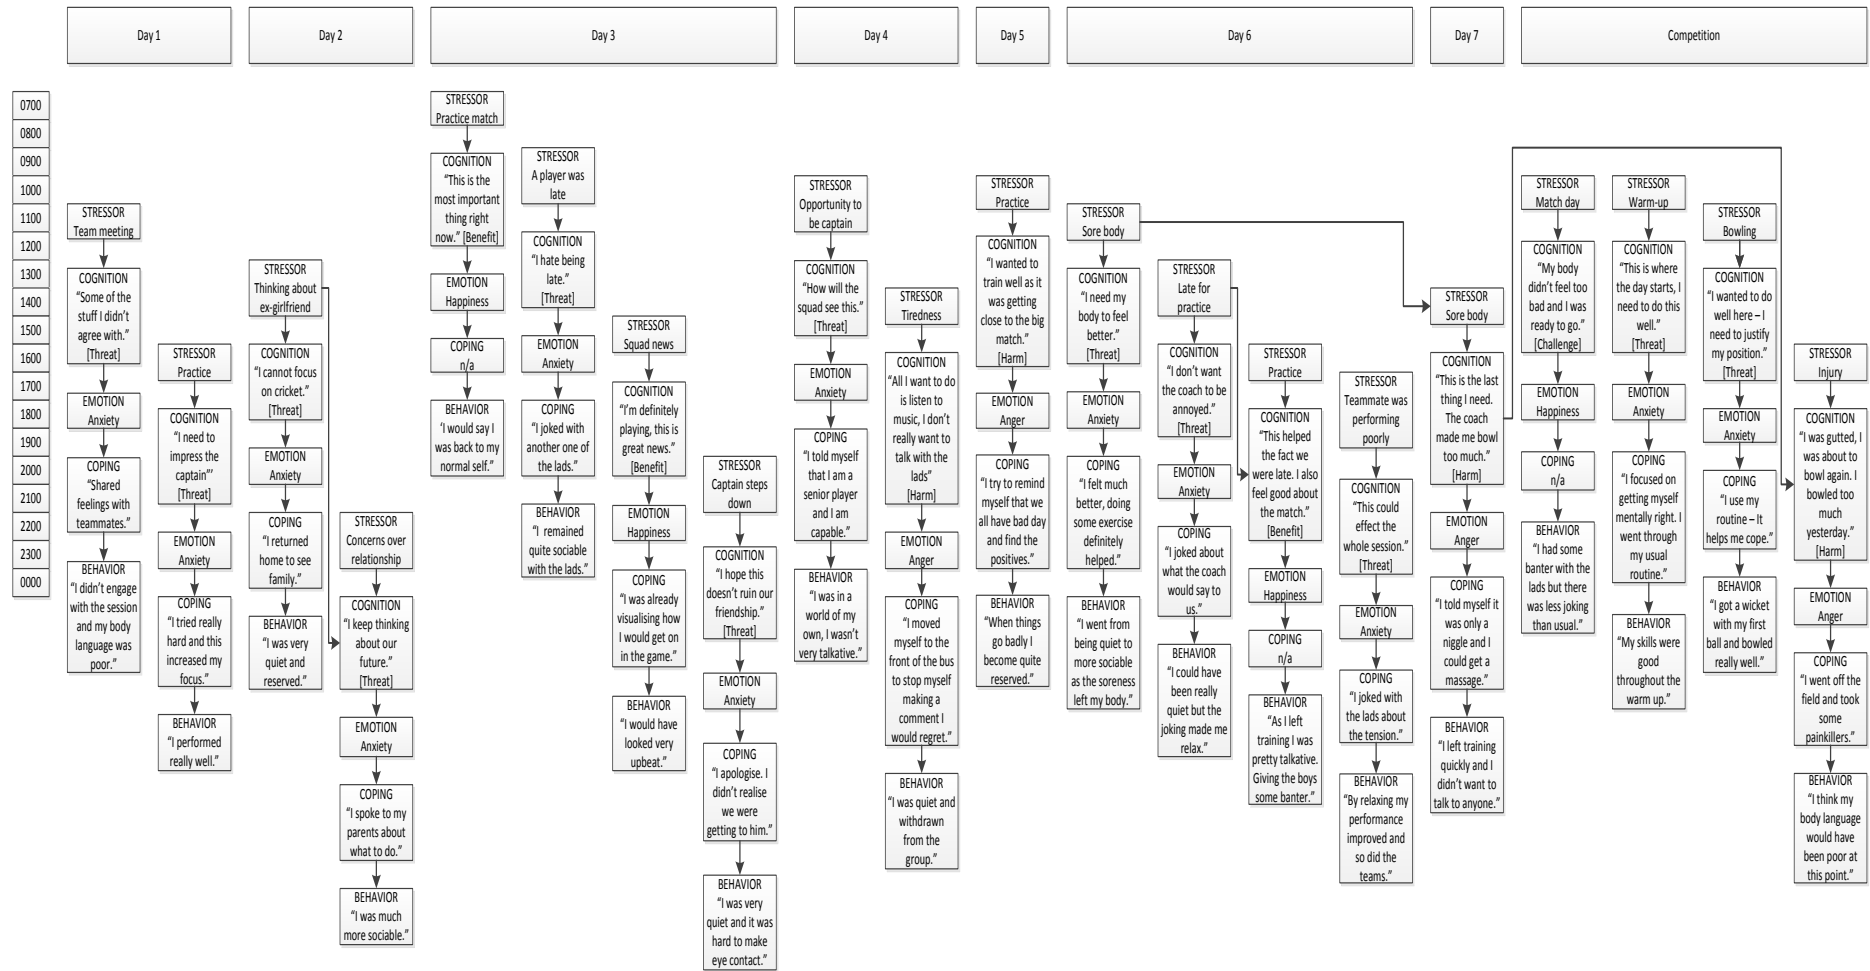 Day 1
Day 2
Day 3
Day 4
Day 5
Day 6
Day 7
Competition
0700
0800
0900
1000
1100
1200
1300
1400
1500
1600
1700
1800
1900
2000
2100
2200
2300
0000
STRESSOR
Team meeting
COGNITION
“Some of the
stuff I didn’t
agree with.”
[Threat]
EMOTION
Anxiety
COPING
“Shared
feelings with
teammates.”
BEHAVIOR
“I didn’t engage
with the session
and my body
language was
poor.”
STRESSOR
Practice
COGNITION
“I need to
impress the
captain”’
[Threat]
EMOTION
Anxiety
COPING
“I tried really
hard and this
increased my
focus.”
BEHAVIOR
“I performed
really well.”
STRESSOR
Thinking about
ex-girlfriend
COGNITION
“I cannot focus
on cricket.”
[Threat]
EMOTION
Anxiety
COPING
“I returned
home to see
family.”
BEHAVIOR
“I was very
quiet and
reserved.”
STRESSOR
Concerns over
relationship
COGNITION
“I keep thinking
about our
future.”
[Threat]
EMOTION
Anxiety
COPING
“I spoke to my
parents about
what to do.”
BEHAVIOR
“I was much
more sociable.”
STRESSOR
Practice match
COGNITION
“This is the
most important
thing right
now.” [Benefit]
EMOTION
Happiness
COPING
n/a
BEHAVIOR
‘I would say I
was back to my
normal self.”
STRESSOR
A player was
late
COGNITION
“I hate being
late.”
[Threat]
EMOTION
Anxiety
COPING
“I joked with
another one of
the lads.”
BEHAVIOR
“I remained
quite sociable
with the lads.”
STRESSOR
Squad news
COGNITION
“I’m definitely
playing, this is
great news.”
[Benefit]
EMOTION
Happiness
COPING
“I was already
visualising how
I would get on
in the game.”
BEHAVIOR
“I would have
looked very
upbeat.”
STRESSOR
Captain steps
down
COGNITION
“I hope this
doesn’t ruin our
friendship.”
[Threat]
EMOTION
Anxiety
COPING
“I apologise. I
didn’t realise
we were
getting to him.”
BEHAVIOR
“I was very
quiet and it was
hard to make
eye contact.”
STRESSOR
Opportunity to
be captain
COGNITION
“How will the
squad see this.”
[Threat]
EMOTION
Anxiety
COPING
“I told myself
that I am a
senior player
and I am
capable.”
BEHAVIOR
“I was in a
world of my
own, I wasn’t
very talkative.”
STRESSOR
Tiredness
COGNITION
“All I want to do
is listen to
music, I don’t
really want to
talk with the
lads”
[Harm]
EMOTION
Anger
COPING
“I moved
myself to the
front of the bus
to stop myself
making a
comment I
would regret.”
BEHAVIOR
“I was quiet and
withdrawn
from the
group.”
STRESSOR
Practice
COGNITION
“I wanted to
train well as it
was getting
close to the big
match.”
[Harm]
EMOTION
Anger
COPING
“I try to remind
myself that we
all have bad day
and find the
positives.”
BEHAVIOR
“When things
go badly I
become quite
reserved.”
STRESSOR
Sore body
COGNITION
“I need my
body to feel
better.”
[Threat]
EMOTION
Anxiety
COPING
“I felt much
better, doing
some exercise
definitely
helped.”
BEHAVIOR
“I went from
being quiet to
more sociable
as the soreness
left my body.”
STRESSOR
Late for
practice
COGNITION
“I don’t want
the coach to be
annoyed.”
[Threat]
EMOTION
Anxiety
COPING
“I joked about
what the coach
would say to
us.”
BEHAVIOR
“I could have
been really
quiet but the
joking made me
relax.”
STRESSOR
Practice
COGNITION
“This helped
the fact we
were late. I also
feel good about
the match.”
[Benefit]
EMOTION
Happiness
COPING
n/a
BEHAVIOR
“As I left
training I was
pretty talkative.
Giving the boys
some banter.”
STRESSOR
Teammate was
performing
poorly
COGNITION
“This could
effect the
whole session.”
[Threat]
EMOTION
Anxiety
COPING
“I joked with
the lads about
the tension.”
BEHAVIOR
“By relaxing my
performance
improved and
so did the
teams.”
STRESSOR
Sore body
COGNITION
“This is the last
thing I need.
The coach
made me bowl
too much.”
[Harm]
EMOTION
Anger
COPING
“I told myself it
was only a
niggle and I
could get a
massage.”
BEHAVIOR
“I left training
quickly and I
didn’t want to
talk to anyone.”
STRESSOR
Match day
COGNITION
“My body
didn’t feel too
bad and I was
ready to go.”
[Challenge]
EMOTION
Happiness
COPING
n/a
BEHAVIOR
“I had some
banter with the
lads but there
was less joking
than usual.”
STRESSOR
Warm-up
COGNITION
“This is where
the day starts, I
need to do this
well.”
[Threat]
EMOTION
Anxiety
COPING
“I focused on
getting myself
mentally right. I
went through
my usual
routine.”
BEHAVIOR
“My skills were
good
throughout the
warm up.”
STRESSOR
Bowling
COGNITION
“I wanted to do
well here – I
need to justify
my position.”
[Threat]
EMOTION
Anxiety
COPING
“I use my
routine – It
helps me cope.”
BEHAVIOR
“I got a wicket
with my first
ball and bowled
really well.”
STRESSOR
Injury
COGNITION
“I was gutted, I
was about to
bowl again. I
bowled too
much
yesterday.”
[Harm]
EMOTION
Anger
COPING
“I went off the
field and took
some
painkillers.”
BEHAVIOR
“I think my
body language
would have
been poor at
this point.”